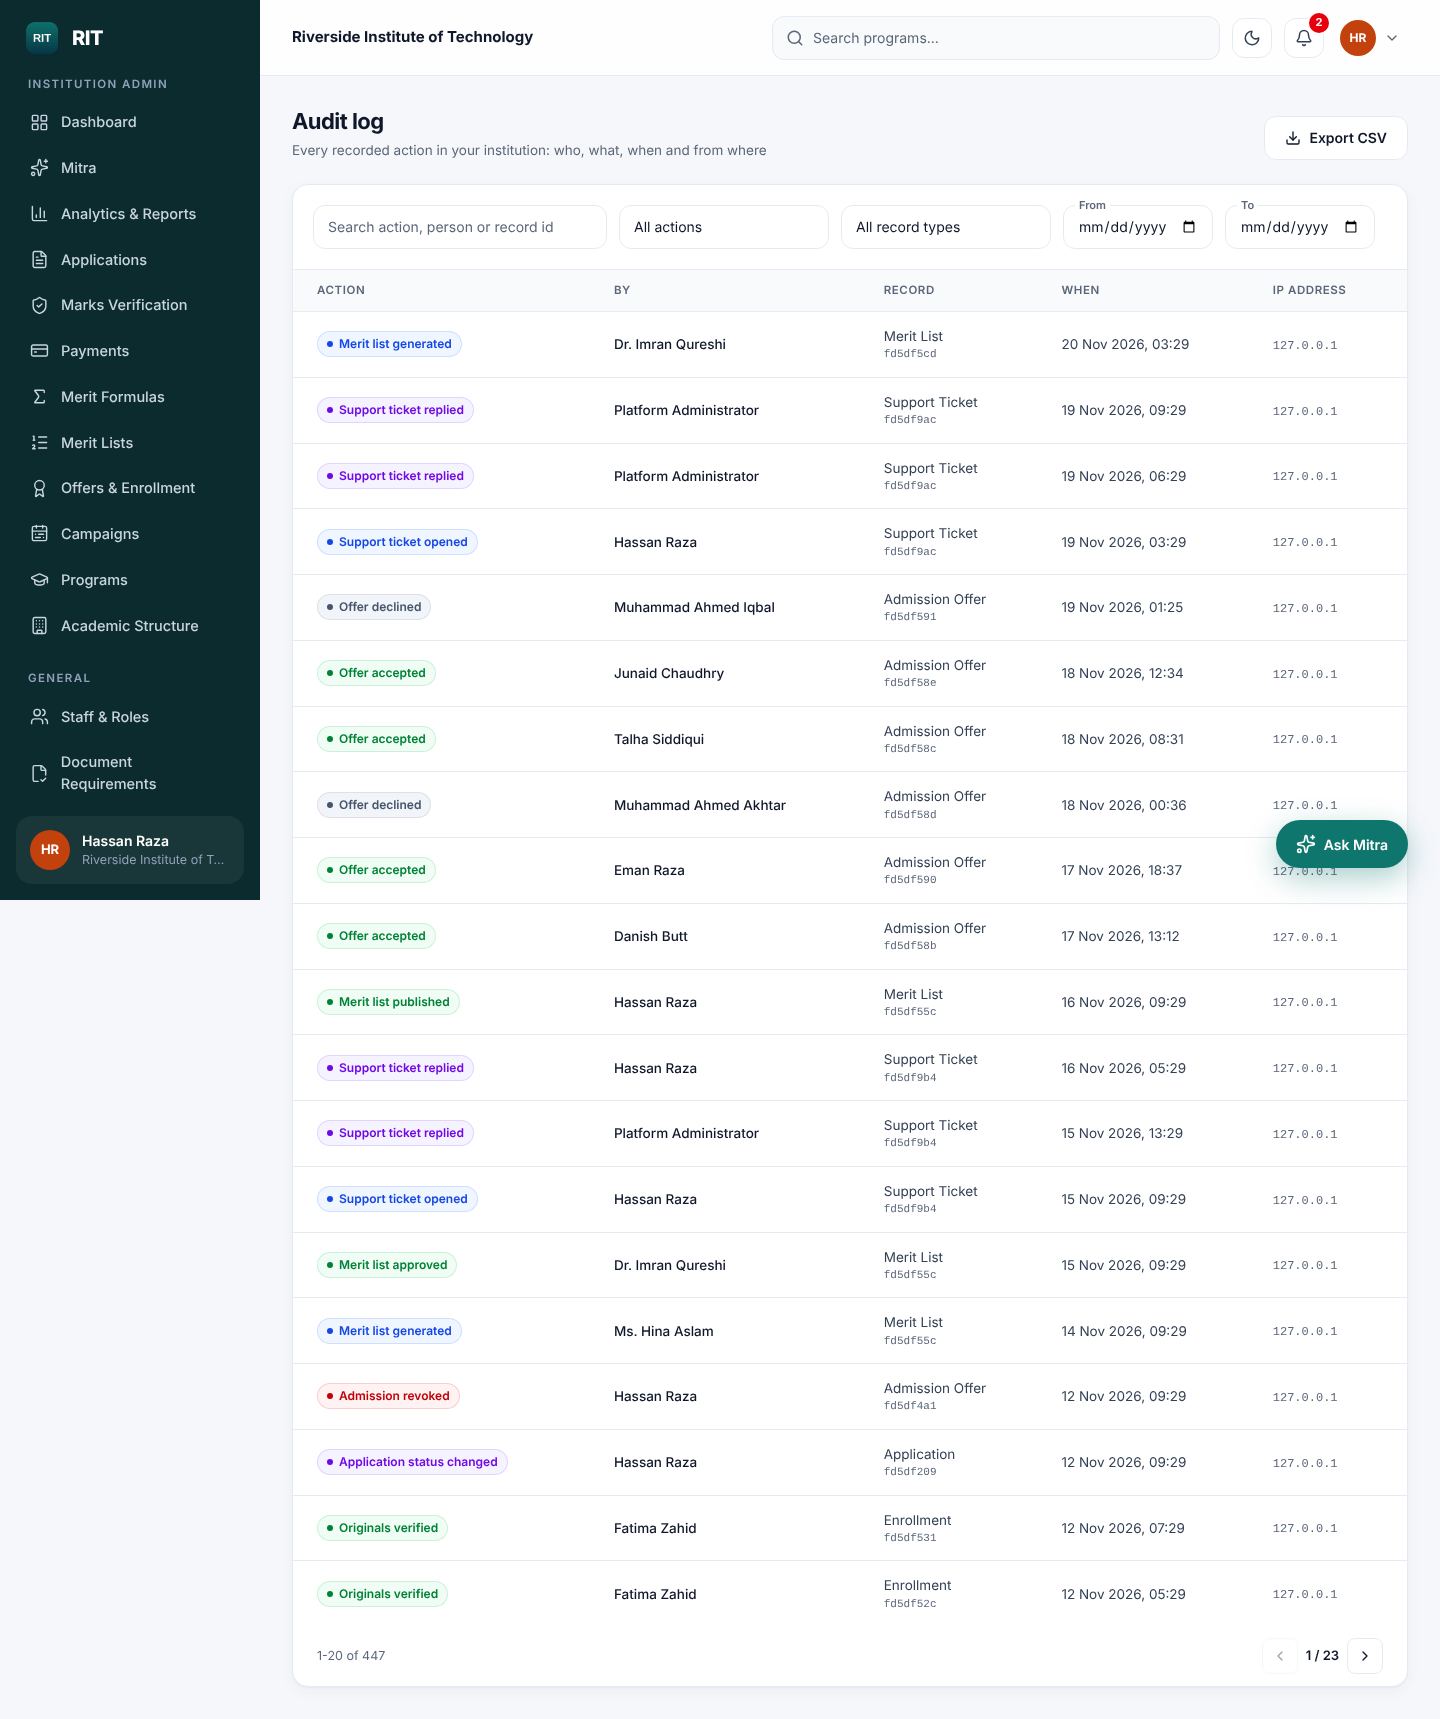 RIT
RIT
INSTITUTION ADMIN
Dashboard
Mitra
Analytics & Reports
Applications
Marks Verification
Payments
Merit Formulas
Merit Lists
Offers & Enrollment
Campaigns
Programs
Academic Structure
GENERAL
Staff & Roles
Document
Requirements
HR
Hassan Raza
Riverside Institute of T...
Riverside Institute of Technology
Search programs...
2
HR
Audit log
Every recorded action in your institution: who, what, when and from where
Export CSV
Search action, person or record id
All actions
All record types
From
mm/dd/yyyy
To
mm/dd/yyyy
ACTION BY RECORD WHEN IP ADDRESS
Merit list generated Dr. Imran Qureshi Merit List 20 Nov 2026, 03:29 127.0.0.1
fd5df5cd
Support ticket replied Platform Administrator Support Ticket 19 Nov 2026, 09:29 127.0.0.1
fd5df9ac
Support ticket replied Platform Administrator Support Ticket 19 Nov 2026, 06:29 127.0.0.1
fd5df9ac
Support ticket opened Hassan Raza Support Ticket 19 Nov 2026, 03:29 127.0.0.1
fd5df9ac
Offer declined Muhammad Ahmed Iqbal Admission Offer 19 Nov 2026, 01:25 127.0.0.1
fd5df591
Offer accepted Junaid Chaudhry Admission Offer 18 Nov 2026, 12:34 127.0.0.1
fd5df58e
Offer accepted Talha Siddiqui Admission Offer 18 Nov 2026, 08:31 127.0.0.1
fd5df58c
Offer declined Muhammad Ahmed Akhtar Admission Offer 18 Nov 2026, 00:36 127.0.0.1
fd5df58d
Ask Mitra
Offer accepted Eman Raza Admission Offer 17 Nov 2026, 18:37 127.0.0.1
fd5df590
Offer accepted Danish Butt Admission Offer 17 Nov 2026, 13:12 127.0.0.1
fd5df58b
Merit list published Hassan Raza Merit List 16 Nov 2026, 09:29 127.0.0.1
fd5df55c
Support ticket replied Hassan Raza Support Ticket 16 Nov 2026, 05:29 127.0.0.1
fd5df9b4
Support ticket replied Platform Administrator Support Ticket 15 Nov 2026, 13:29 127.0.0.1
fd5df9b4
Support ticket opened Hassan Raza Support Ticket 15 Nov 2026, 09:29 127.0.0.1
fd5df9b4
Merit list approved Dr. Imran Qureshi Merit List 15 Nov 2026, 09:29 127.0.0.1
fd5df55c
Merit list generated Ms. Hina Aslam Merit List 14 Nov 2026, 09:29 127.0.0.1
fd5df55c
Admission revoked Hassan Raza Admission Offer 12 Nov 2026, 09:29 127.0.0.1
fd5df4a1
Application status changed Hassan Raza Application 12 Nov 2026, 09:29 127.0.0.1
fd5df209
Originals verified Fatima Zahid Enrollment 12 Nov 2026, 07:29 127.0.0.1
fd5df531
Originals verified Fatima Zahid Enrollment 12 Nov 2026, 05:29 127.0.0.1
fd5df52c
1-20 of 447
1 / 23